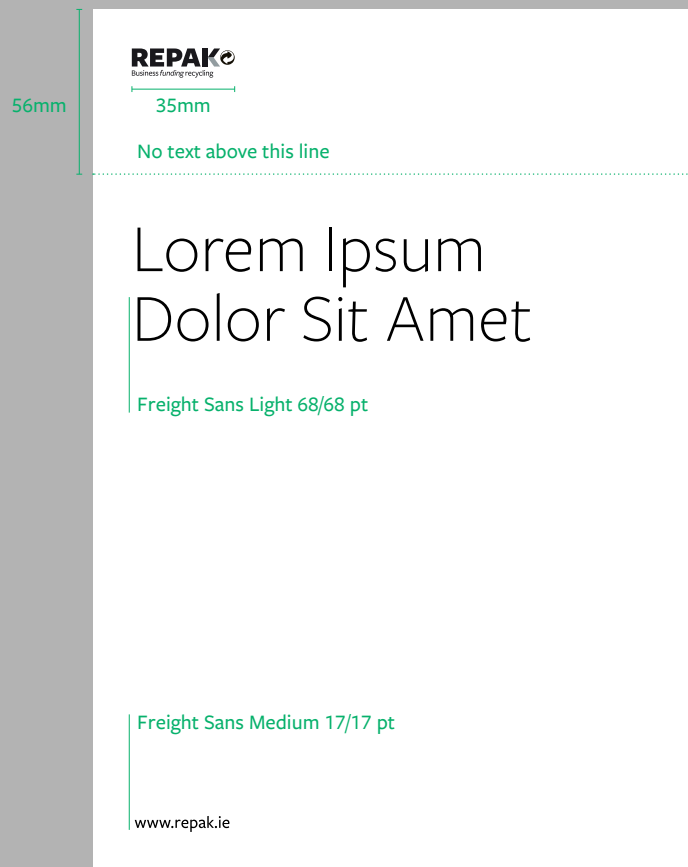 REPAK
Business funding recycling
56mm
35mm
No text above this line
Lorem Ipsum
Dolor Sit Amet
Freight Sans Light 68/68 pt
Freight Sans Medium 17/17 pt
www.repak.ie